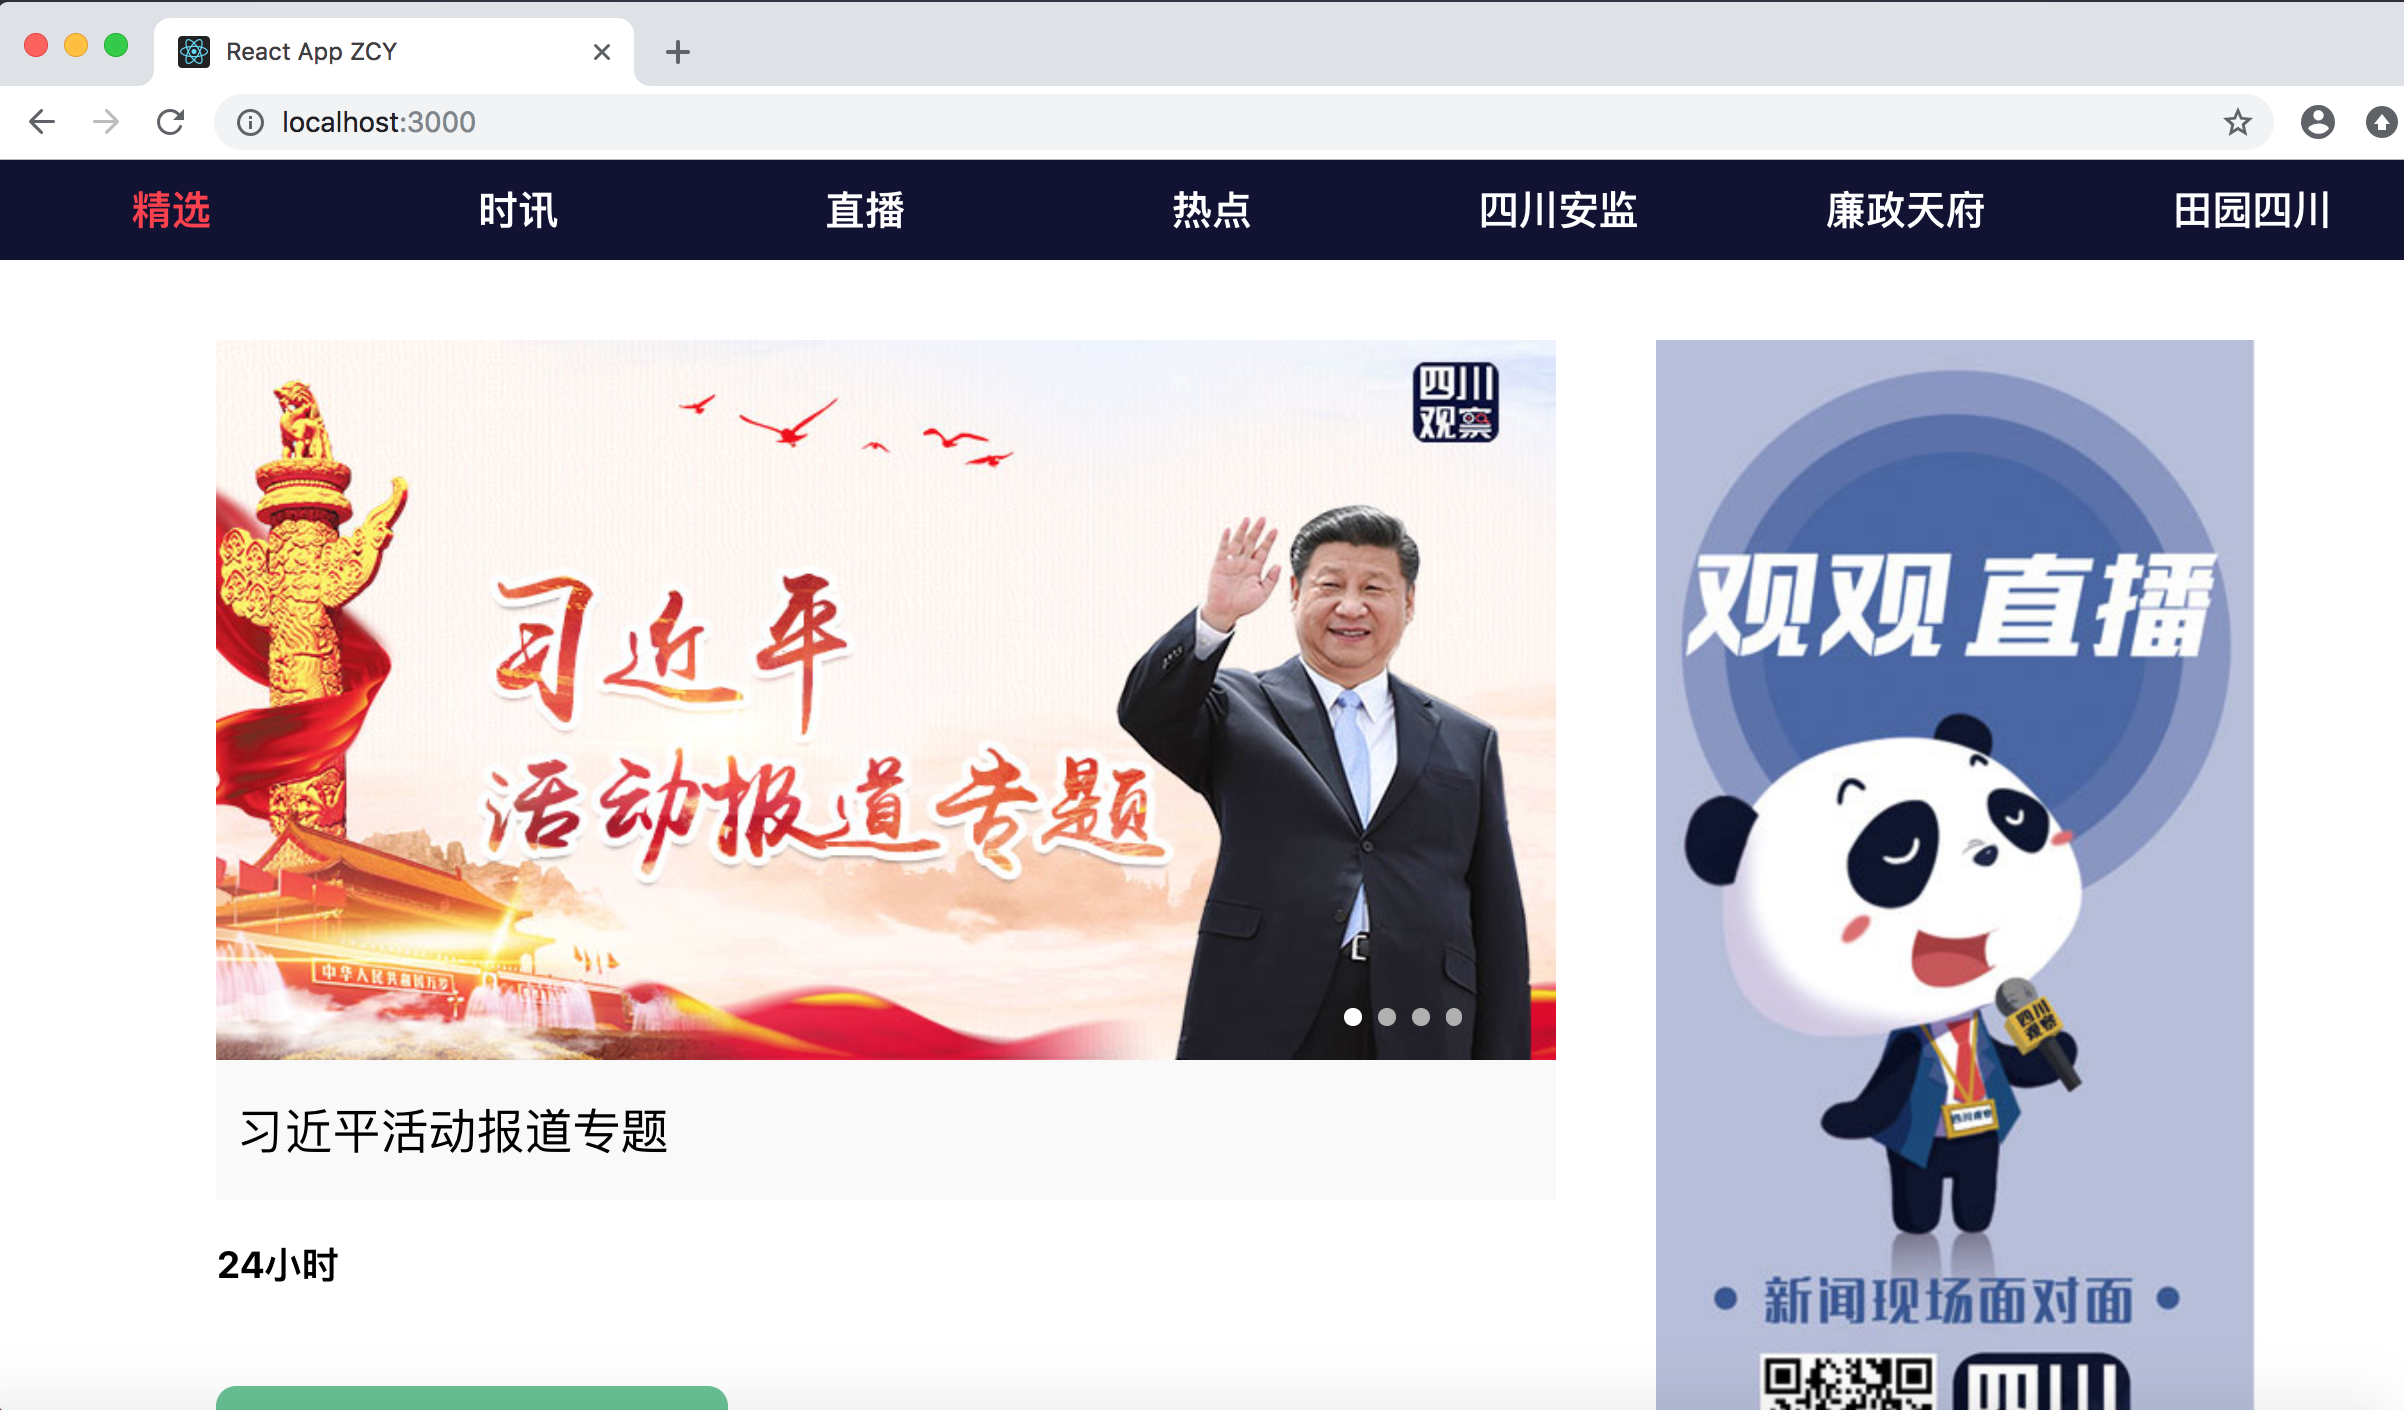 React App ZCY
localhost:3000
精选 时讯 直播 热点 四川安监 廉政天府 田园四川
四川
观察
习近平
活动报道专题
中华人民共和国万岁
习近平活动报道专题
24小时
观观直播
四川
观察
四川观察
新闻现场面对面
四川